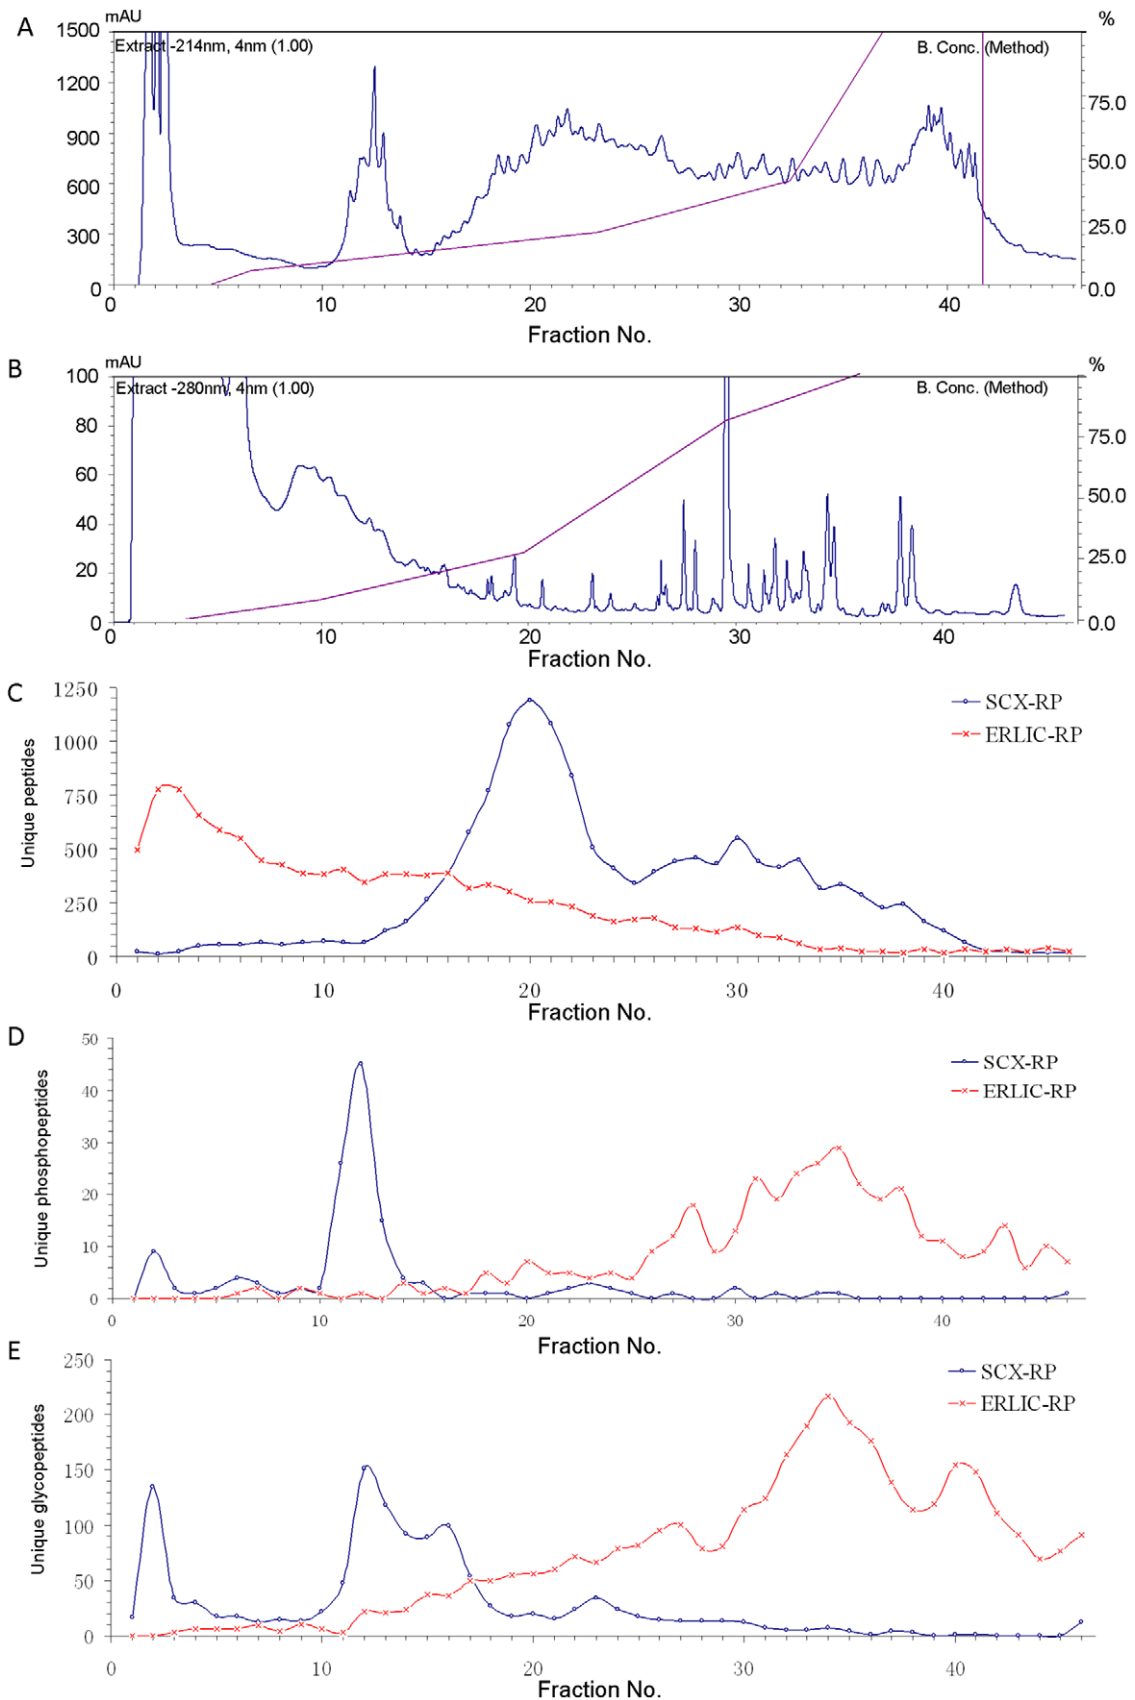 A
mAU
%
1500
Extract -214nm, 4nm (1.00)
B. Conc. (Method)
1200
75.0
900
50.0
600
25.0
300
0
0.0
0
10
20
30
40
Fraction No.
B
mAU
%
100
Extract -280nm, 4nm (1.00)
B. Conc. (Method)
80
75.0
60
50.0
40
25.0
20
0
0.0
0
10
20
30
40
Fraction No.
C
1250
SCX-RP
1000
ERLIC-RP
750
Unique peptides
500
250
0
0
10
20
30
40
Fraction No.
D
50
SCX-RP
40
ERLIC-RP
30
Unique phosphopeptides
20
10
0
0
10
20
30
40
Fraction No.
E
250
SCX-RP
200
ERLIC-RP
150
Unique glycopeptides
100
50
0
0
10
20
30
40
Fraction No.